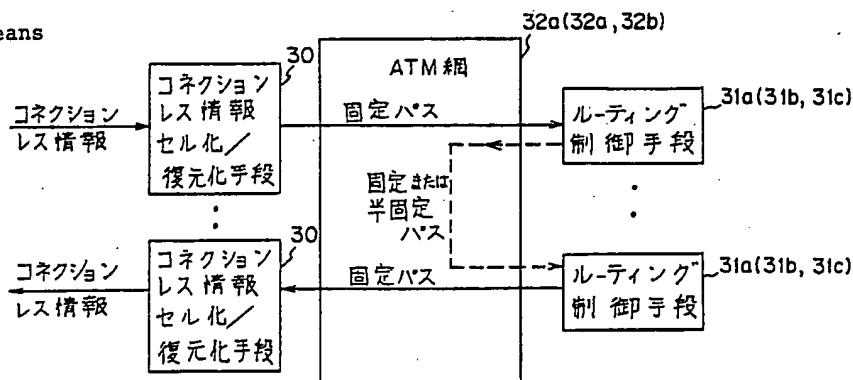 eans
32a(32a, 32b)
30
ATM網
コネクション
レス情報
コネクション
レス情報
セル化/
復元化手段
固定パス
ルーティング
制御手段
31a(31b, 31c)
固定または
半固定
パス
30
コネクション
レス情報
コネクション
レス情報
セル化/
復元化手段
固定パス
ルーティング
制御手段
31a(31b, 31c)